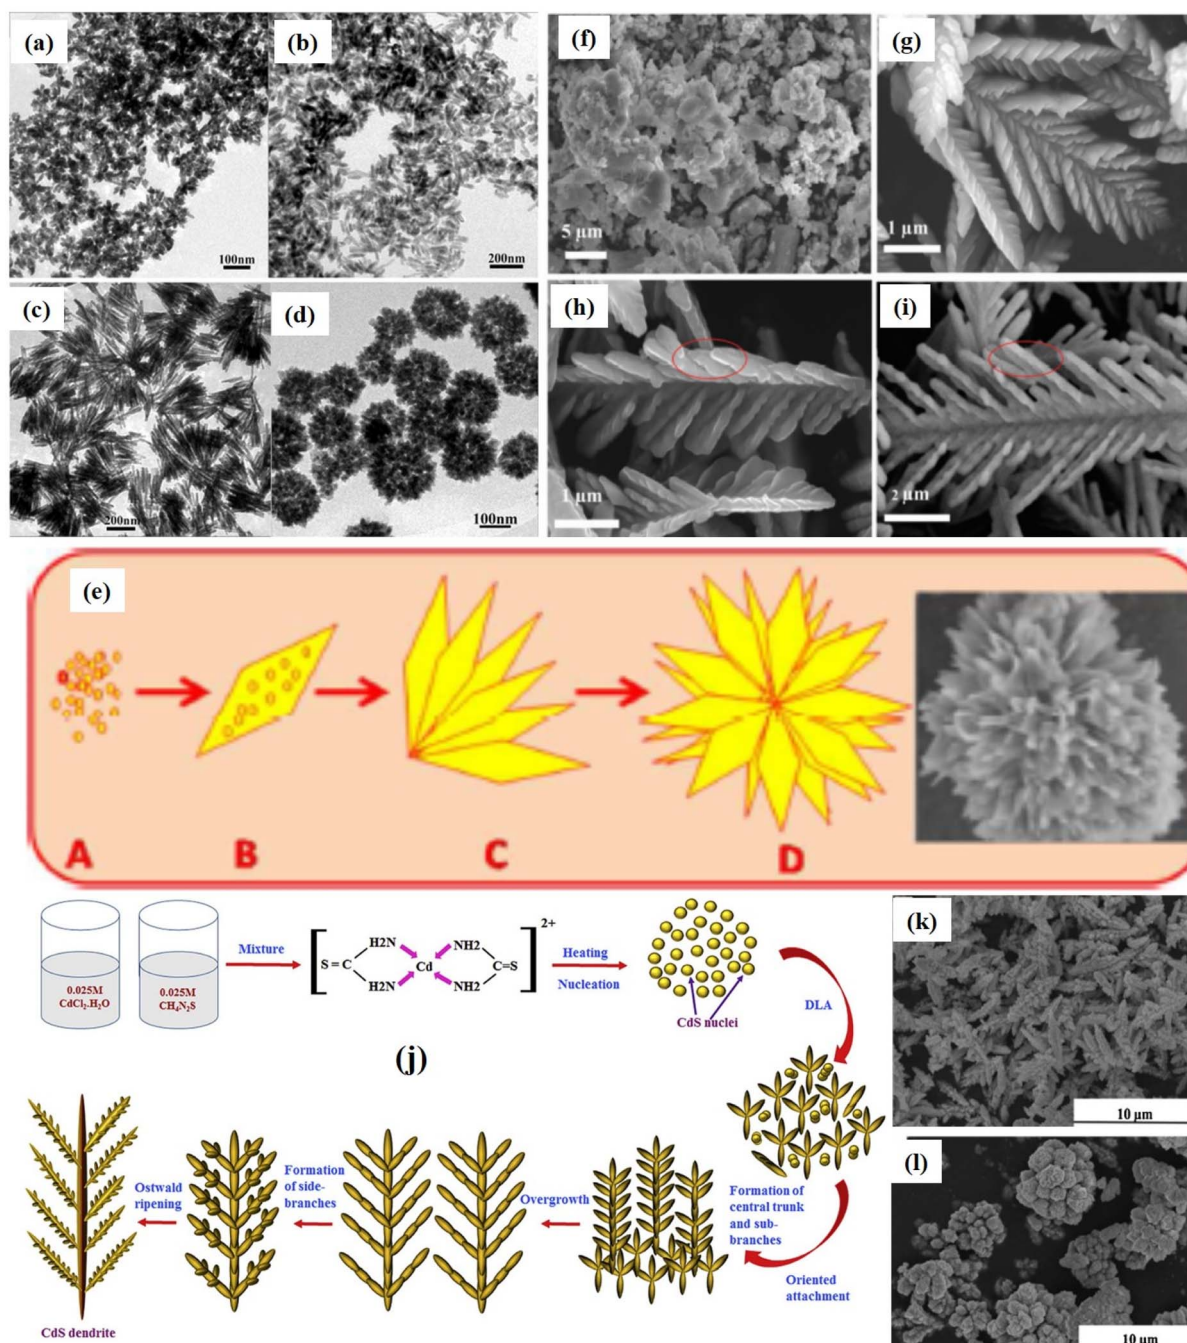 (a)
100nm
(b)
200nm
(c)
200nm
(d)
100nm
(f)
5 µm
(g)
1 µm
(h)
1 µm
(i)
2 µm
(e)
A
B
C
D
0.025M
CdCl₂-H₂O
0.025M
CH₄N₂S
Mixture
2+
H2N
NH2
S=C
Cd
C=S
H2N
NH2
Heating
Nucleation
CdS nuclei
DLA
(j)
Formation of
central trunk
and sub-
branches
Oriented
attachment
Overgrowth
Formation
of side-
branches
Ostwald
ripening
CdS dendrite
(k)
10 µm
(l)
10 µm